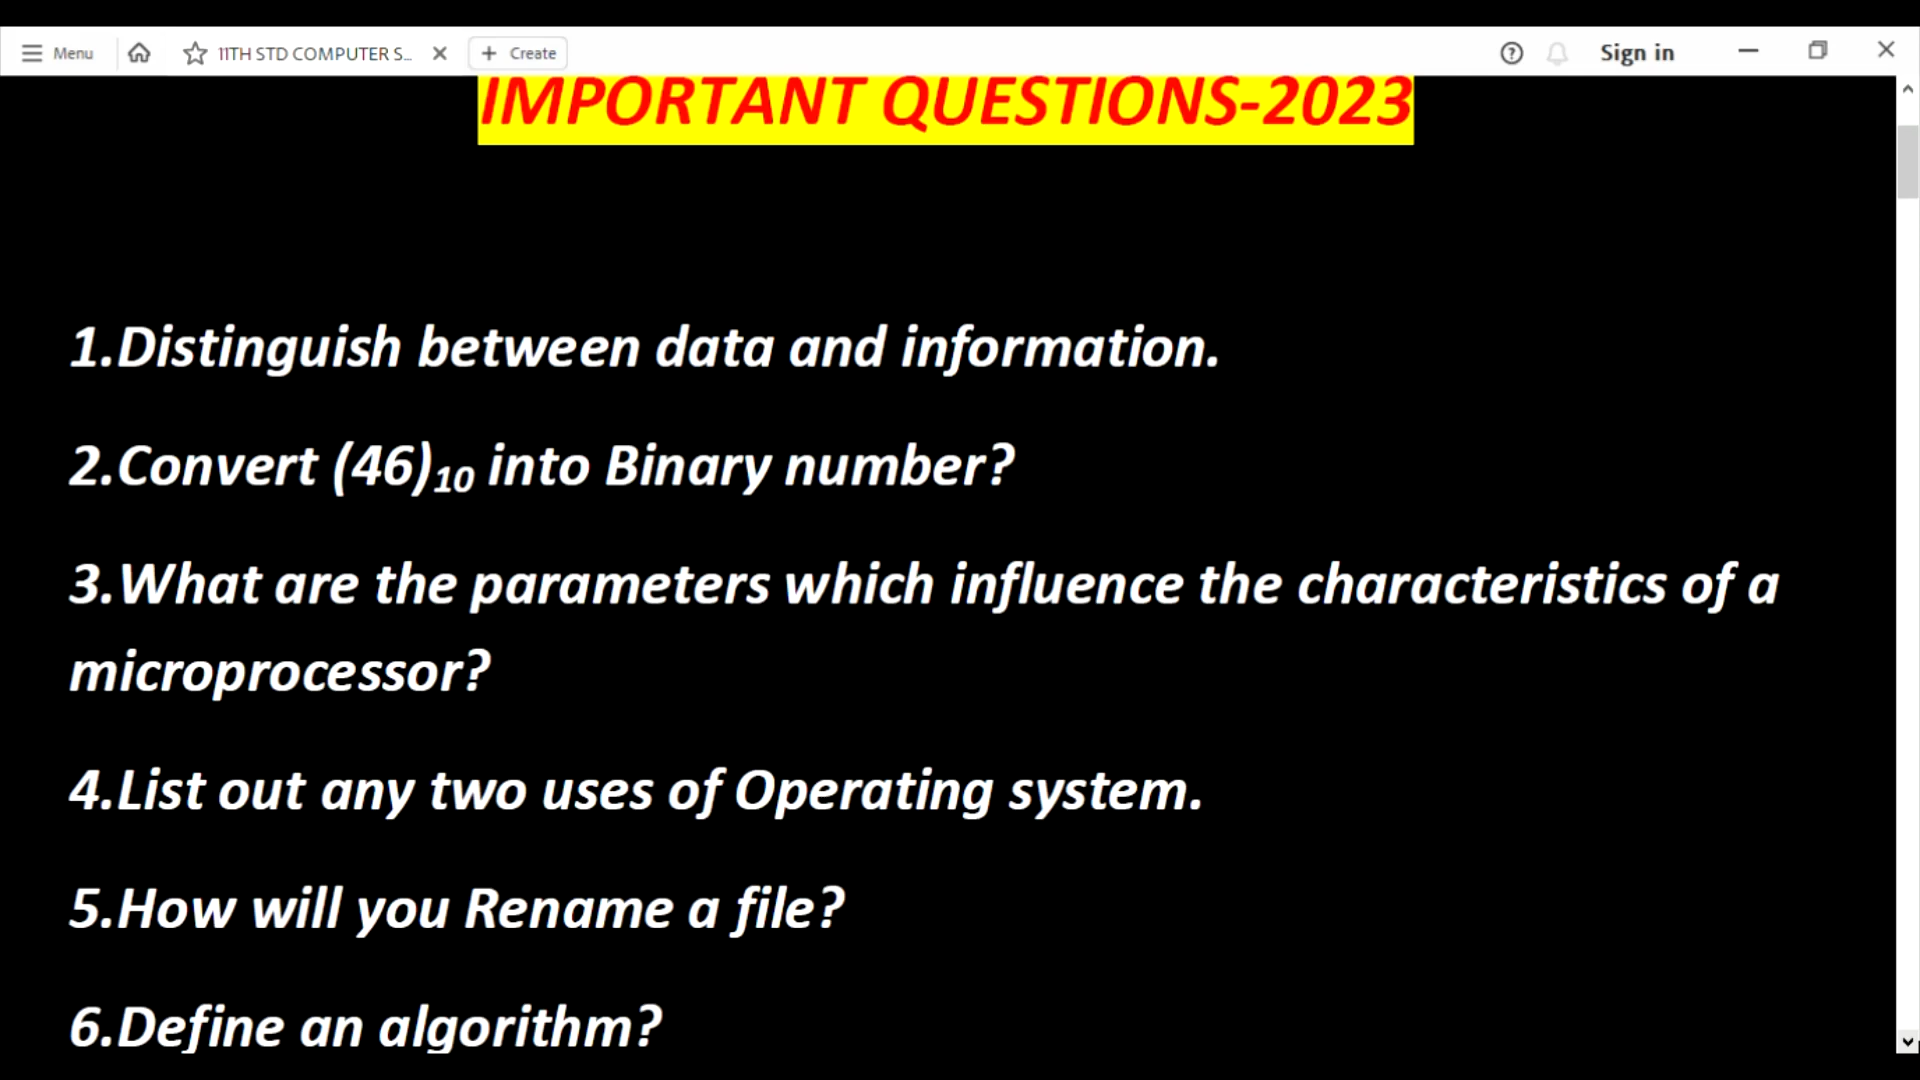 Menu 11TH STD COMPUTER S... Create Sign in
IMPORTANT QUESTIONS-2023
1.Distinguish between data and information.
2.Convert (46)₁₀ into Binary number?
3.What are the parameters which influence the characteristics of a
microprocessor?
4.List out any two uses of Operating system.
5.How will you Rename a file?
6.Define an algorithm?